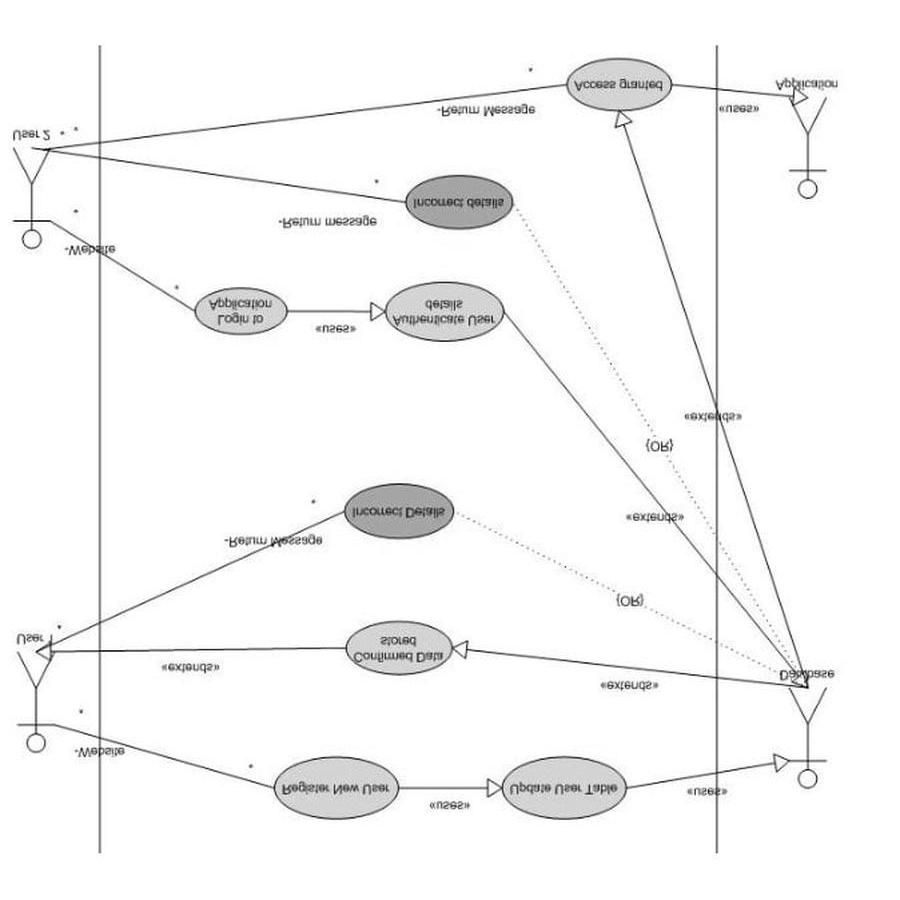 «uses»
«uses»
Register New User
Update User Table
*
-Website
*
«extends»
Database
«extends»
Confirmed Data
stored
User 1
*
{OR}
-Return Message
Incorrect Details
*
«extends»
{OR}
«extends»
«uses»
Login to
Application
Authenticate User
details
*
-Website
*
-Return message
Incorrect details
*
User 2
*
*
-Return Message
«uses»
Access granted
Application
*